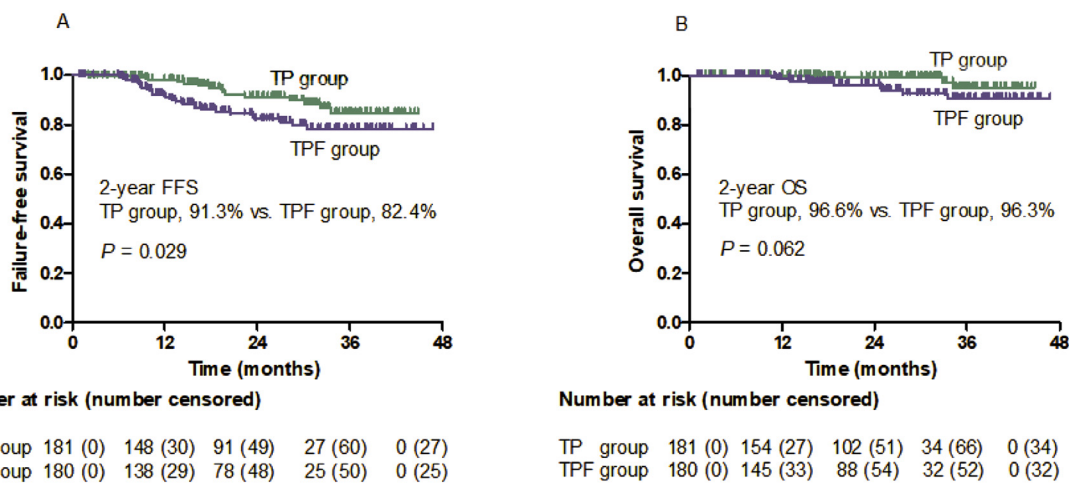 A
1.0
0.8
0.6
0.4
0.2
0.0
Failure-free survival
TP group
TPF group
2-year FFS
TP group, 91.3% vs. TPF group, 82.4%
P = 0.029
0 12 24 36 48
Time (months)
er at risk (number censored)
oup 181 (0) 148 (30) 91 (49) 27 (60) 0 (27)
oup 180 (0) 138 (29) 78 (48) 25 (50) 0 (25)
B
1.0
0.8
0.6
0.4
0.2
0.0
Overall survival
TP group
TPF group
2-year OS
TP group, 96.6% vs. TPF group, 96.3%
P = 0.062
0 12 24 36 48
Time (months)
Number at risk (number censored)
TP group 181 (0) 154 (27) 102 (51) 34 (66) 0 (34)
TPF group 180 (0) 145 (33) 88 (54) 32 (52) 0 (32)